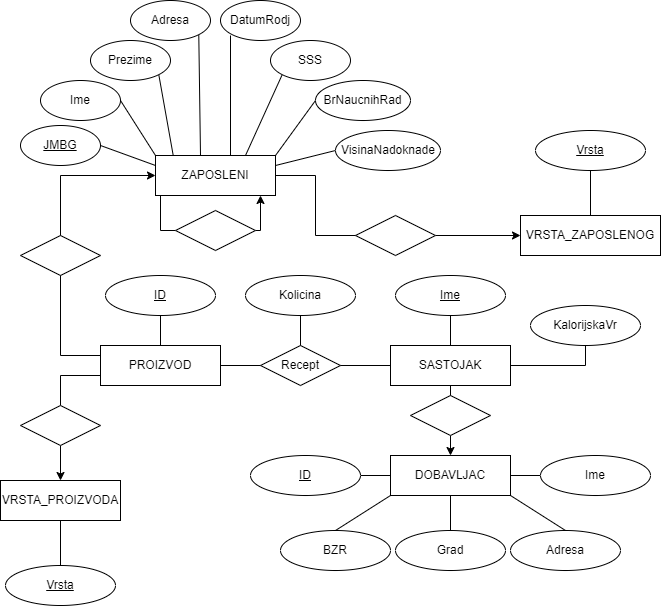 Adresa
DatumRodj
Prezime
SSS
Ime
BrNaucnihRad
JMBG
VisinaNadoknade
Vrsta
ZAPOSLENI
VRSTA_ZAPOSLENOG
ID
Kolicina
Ime
KalorijskaVr
PROIZVOD
Recept
SASTOJAK
ID
DOBAVLJAC
Ime
VRSTA_PROIZVODA
BZR
Grad
Adresa
Vrsta